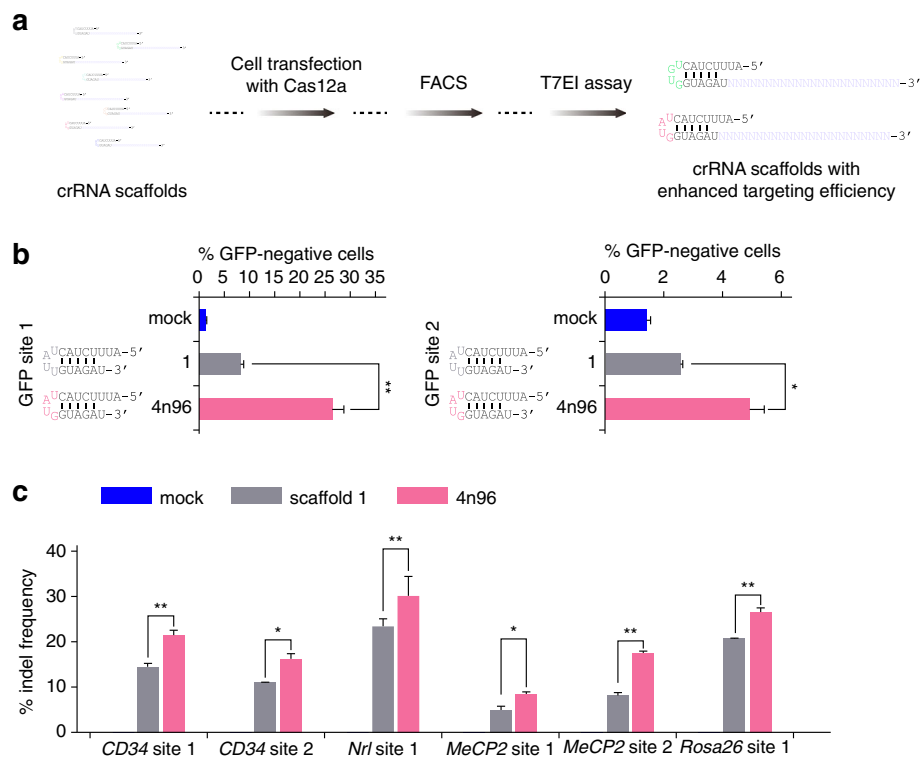 a
Cell transfection
with Cas12a
FACS
T7EI assay
crRNA scaffolds
GUCAUCUUUA-5′
UGGUAGAUNNNNNNNNNNNNNNNNNNNN-3′
AUCAUCUUUA-5′
UGGUAGAUNNNNNNNNNNNNNNNNNNNN-3′
crRNA scaffolds with
enhanced targeting efficiency
b
% GFP-negative cells
0 5 10 15 20 25 30 35
GFP site 1
mock
AUCAUCUUUA-5′
UUGUAGAU-3′
1
AUCAUCUUUA-5′
UGGUAGAU-3′
4n96
**
% GFP-negative cells
0 2 4 6
GFP site 2
mock
AUCAUCUUUA-5′
UUGUAGAU-3′
1
AUCAUCUUUA-5′
UGGUAGAU-3′
4n96
*
c
mock
scaffold 1
4n96
% indel frequency
40
30
20
10
0
** * ** * ** **
CD34 site 1
CD34 site 2
Nrl site 1
MeCP2 site 1
MeCP2 site 2
Rosa26 site 1